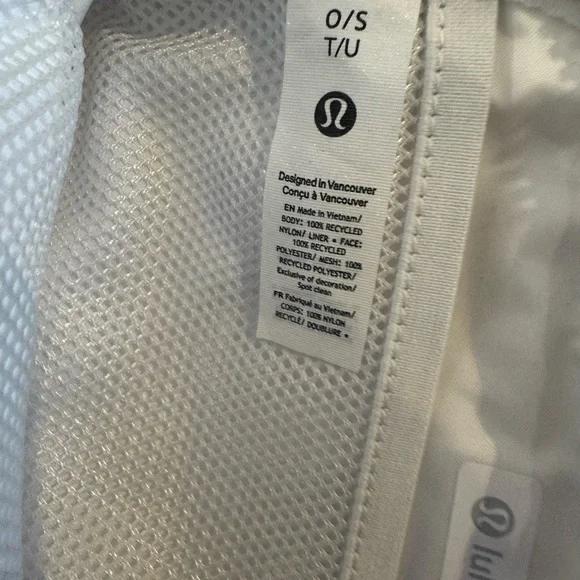 O/S
T/U
Designed in Vancouver
Conçu à Vancouver
EN Made in Vietnam/
BODY: 100% RECYCLED
NYLON/ LINER • FACE:
100% RECYCLED
POLYESTER/ MESH: 100%
RECYCLED POLYESTER/
Exclusive of decoration/
Spot clean
FR Fabriqué au Vietnam/
CORPS: 100% NYLON
RECYCLÉ/ DOUBLURE •
lu